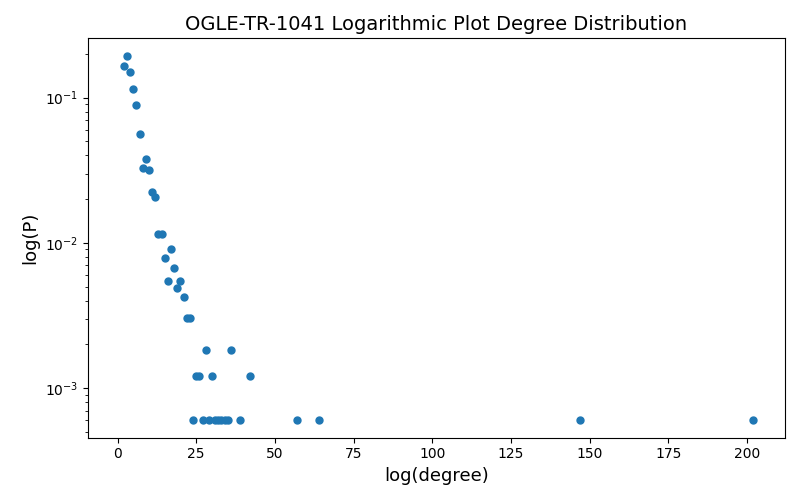 OGLE-TR-1041 Logarithmic Plot Degree Distribution
log(P)
10⁻¹
10⁻²
10⁻³
0 25 50 75 100 125 150 175 200
log(degree)